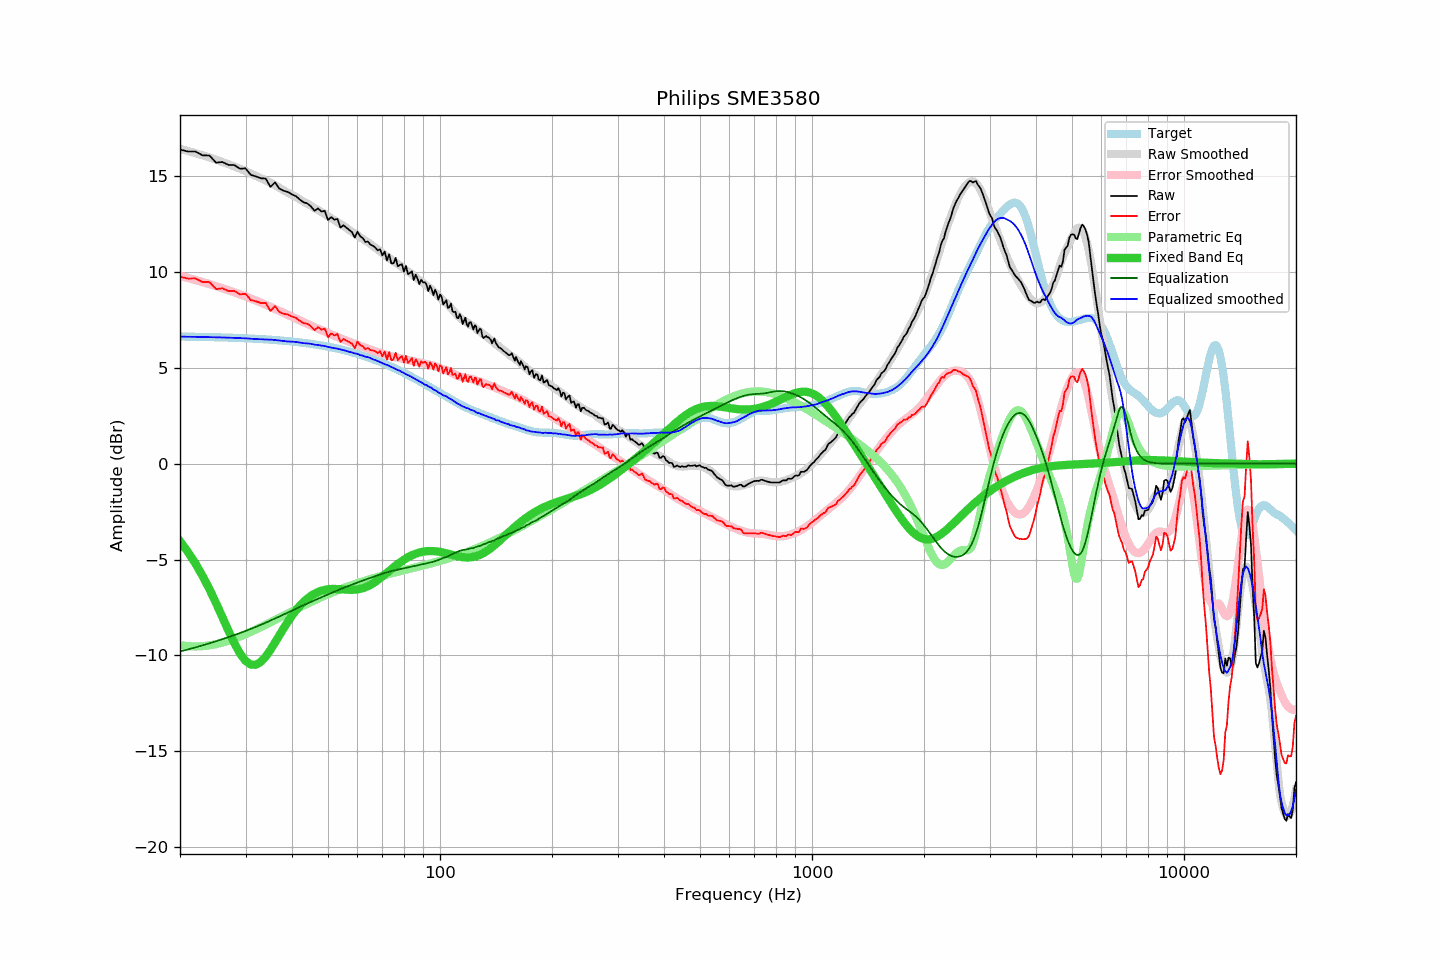 Philips SME3580
Target
Raw Smoothed
Error Smoothed
Raw
Error
Parametric Eq
Fixed Band Eq
Equalization
Equalized smoothed
Amplitude (dBr)
15
10
5
0
−5
−10
−15
−20
100
1000
10000
Frequency (Hz)